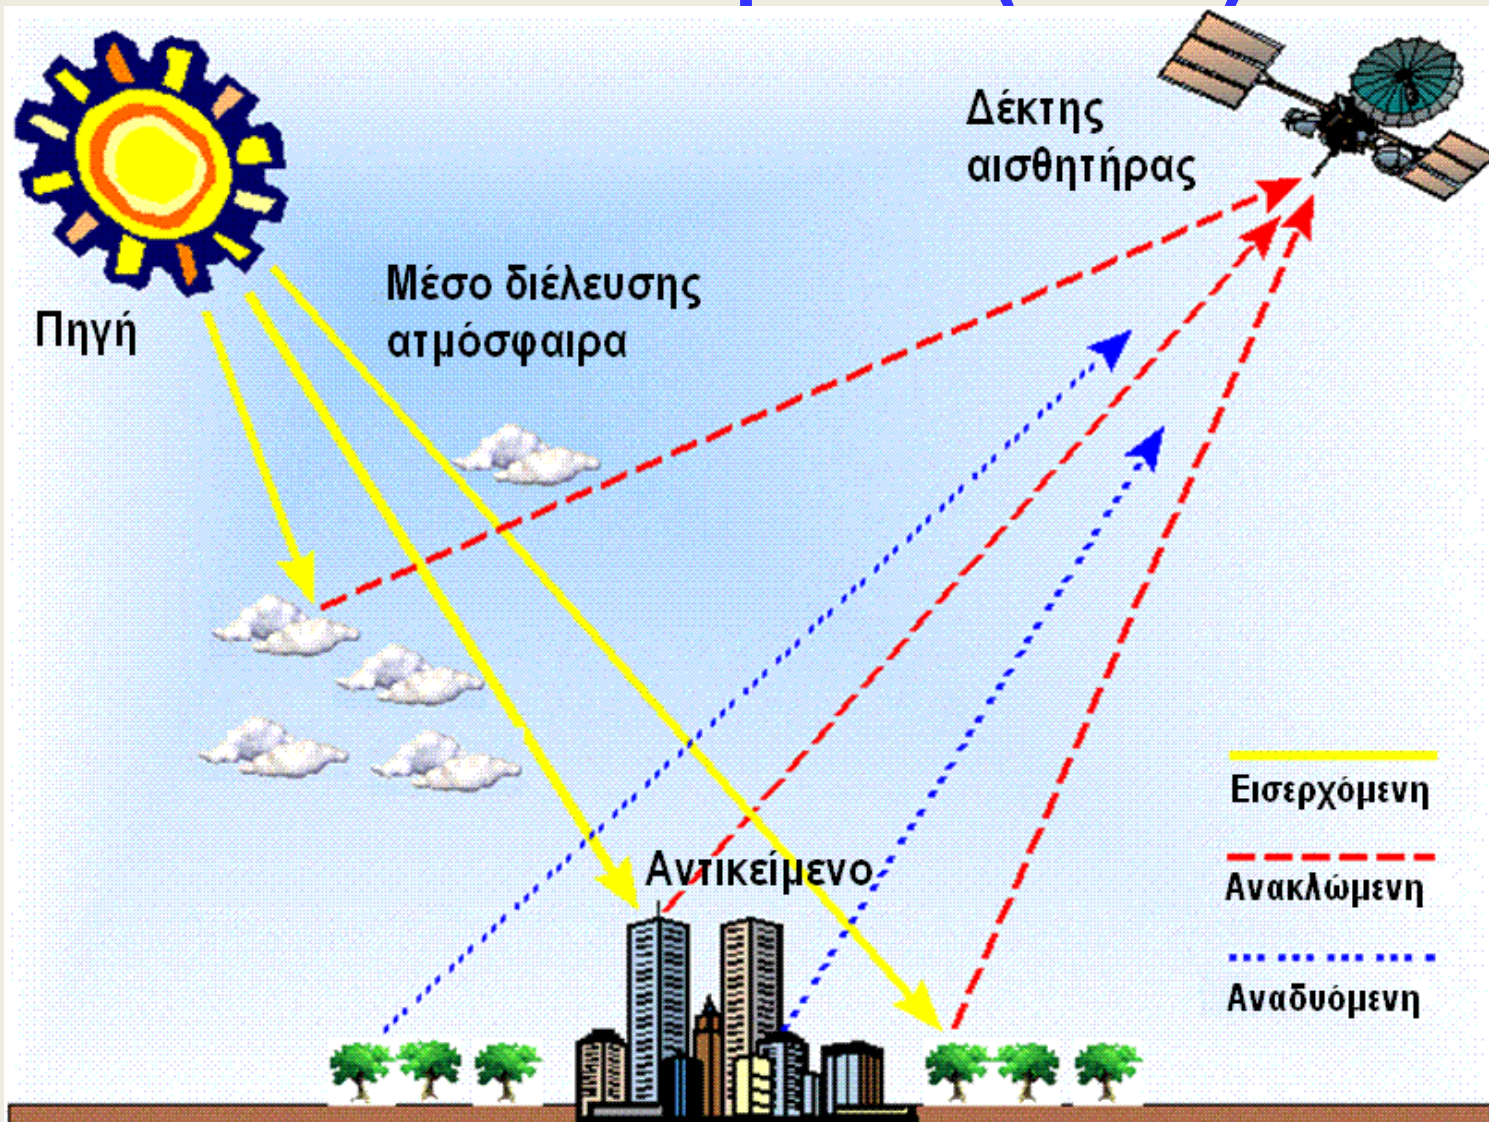 Δέκτης
αισθητήρας
Μέσο διέλευσης
ατμόσφαιρα
Πηγή
Εισερχόμενη
Αντικείμενο
Ανακλώμενη
Αναδυόμενη